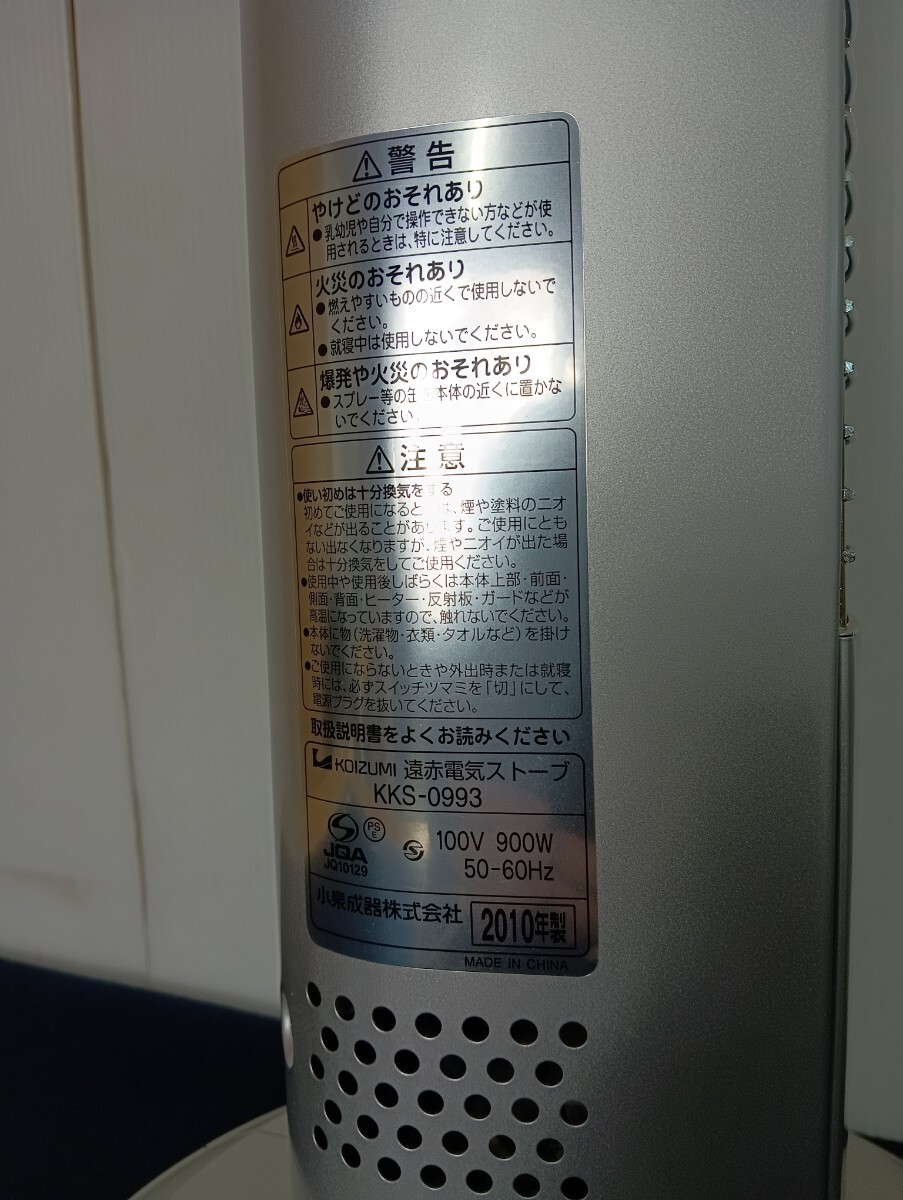 ⚠警告
やけどのおそれあり
●乳幼児や自分で操作できない方などが使
用されるときは、特に注意してください。
火災のおそれあり
●燃えやすいものの近くで使用しないで
ください。
●就寝中は使用しないでください。
爆発や火災のおそれあり
●スプレー等の缶を本体の近くに置かな
いでください。
⚠注意
●使い初めは十分換気をする
初めてご使用になるときは、煙や塗料のニオ
イなどが出ることがあります。ご使用にとも
ない出なくなりますが、煙やニオイが出た場
合は十分換気をしてご使用ください。
●使用中や使用後しばらくは本体上部・前面・
側面・背面・ヒーター・反射板・ガードなどが
高温になっていますので、触れないでください。
●本体に物(洗濯物・衣類・タオルなど)を掛け
ないでください。
●ご使用にならないときや外出時または就寝
時には、必ずスイッチツマミを「切」にして、
電源プラグを抜いてください。
取扱説明書をよくお読みください
KOIZUMI 遠赤電気ストーブ
KKS-0993
PS
E
JQA
JQ10129
100V 900W
50-60Hz
小泉成器株式会社
2010年製
MADE IN CHINA